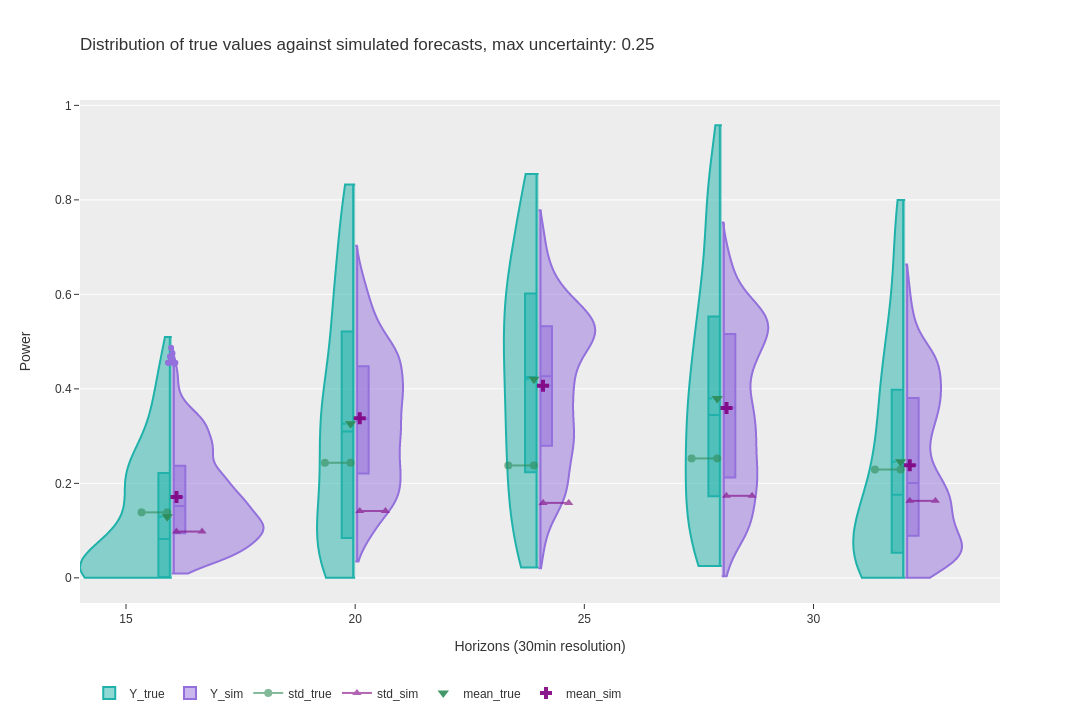 Distribution of true values against simulated forecasts, max uncertainty: 0.25
1
0.8
0.6
0.4
0.2
0
Power
15 20 25 30
Horizons (30min resolution)
Y_true Y_sim std_true std_sim mean_true mean_sim